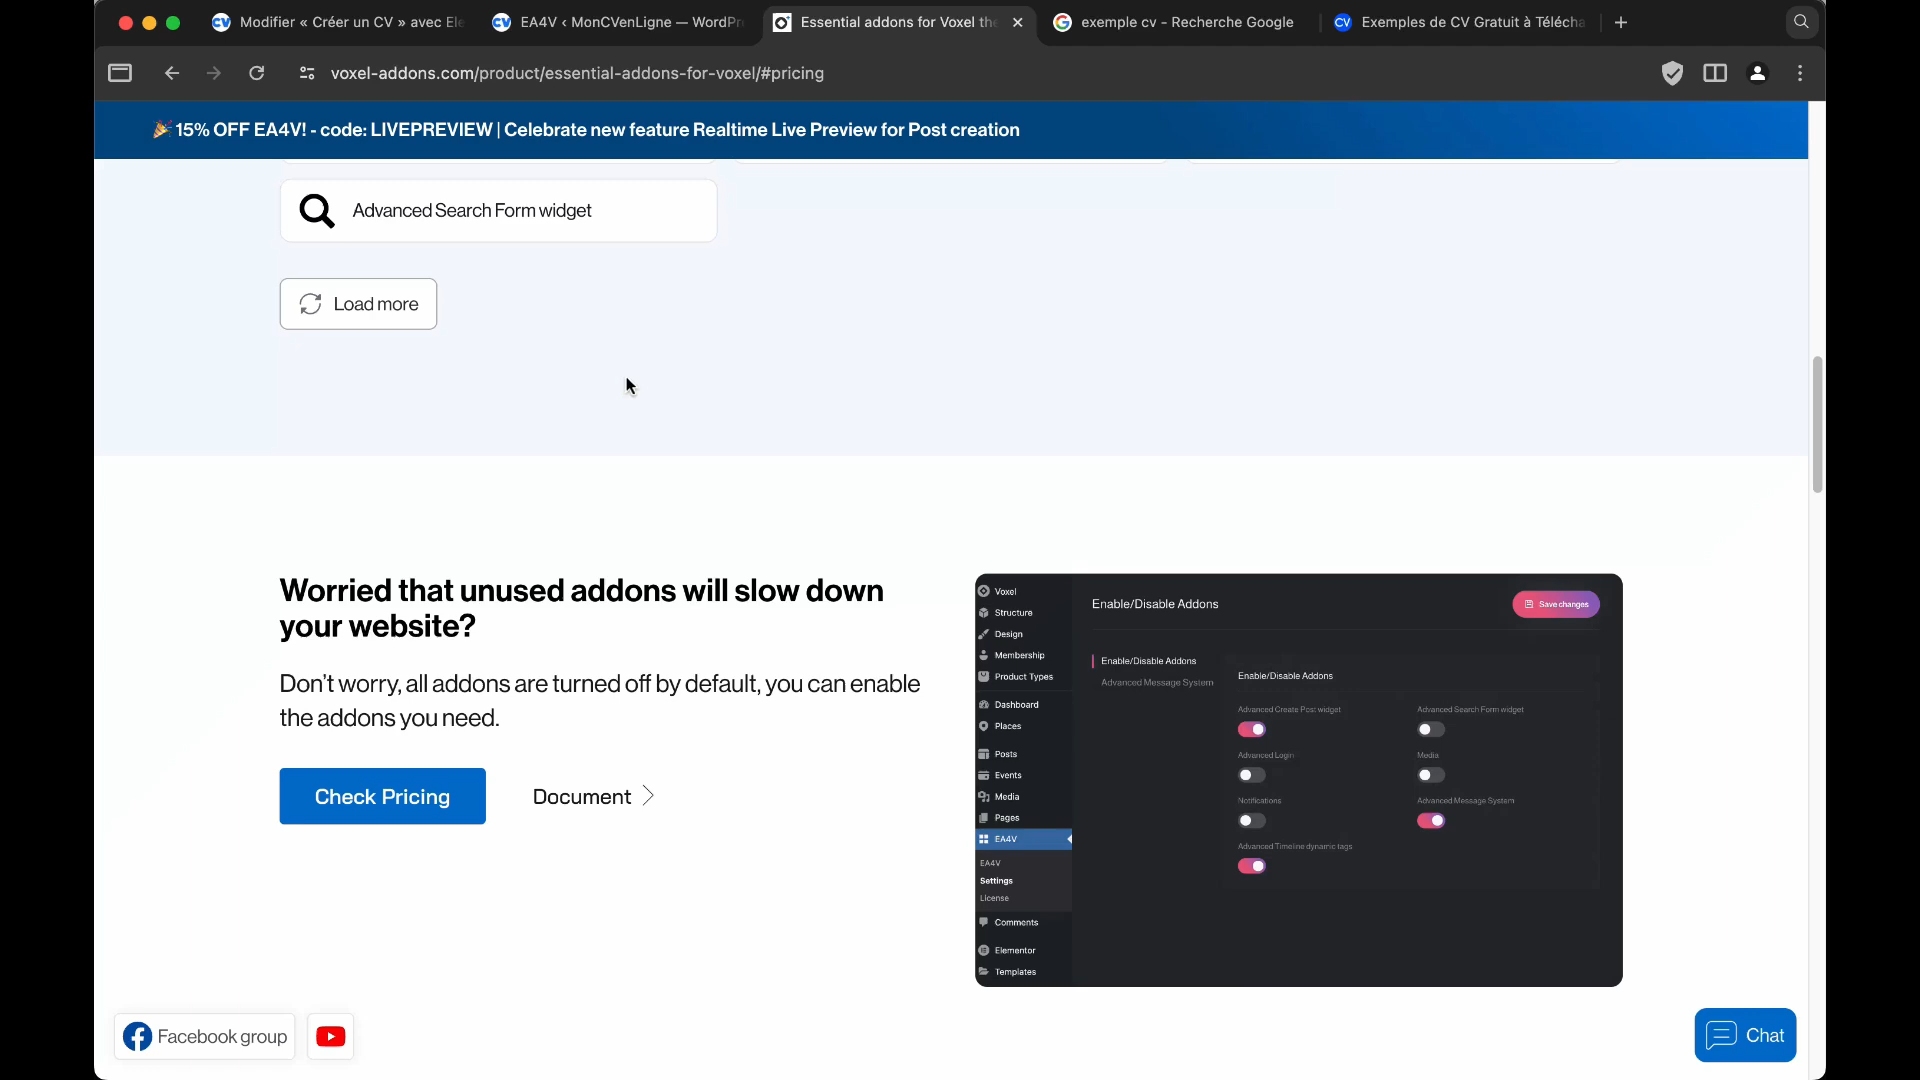 Modifier « Créer un CV » avec Ele
EA4V ‹ MonCVenLigne — WordPr
Essential addons for Voxel the
exemple cv - Recherche Google
Exemples de CV Gratuit à Télécha
voxel-addons.com/product/essential-addons-for-voxel/#pricing
🎉 15% OFF EA4V! - code: LIVEPREVIEW | Celebrate new feature Realtime Live Preview for Post creation
Advanced Search Form widget
Load more
Worried that unused addons will slow down
your website?
Don't worry, all addons are turned off by default, you can enable
the addons you need.
Check Pricing
Document
Voxel
Structure
Design
Membership
Product Types
Dashboard
Places
Posts
Events
Media
Pages
EA4V
EA4V
Settings
License
Comments
Elementor
Templates
Enable/Disable Addons
Save changes
Enable/Disable Addons
Advanced Message System
Enable/Disable Addons
Advanced Create Post widget
Advanced Search Form widget
Advanced Login
Media
Notifications
Advanced Message System
Advanced Timeline dynamic tags
Facebook group
Chat